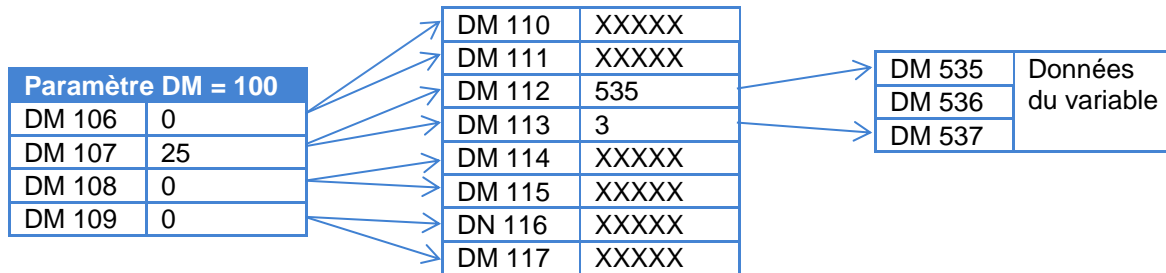 Paramètre DM = 100
DM 106 0
DM 107 25
DM 108 0
DM 109 0
DM 110 XXXXX
DM 111 XXXXX
DM 112 535
DM 113 3
DM 114 XXXXX
DM 115 XXXXX
DN 116 XXXXX
DM 117 XXXXX
DM 535 Données
DM 536 du variable
DM 537